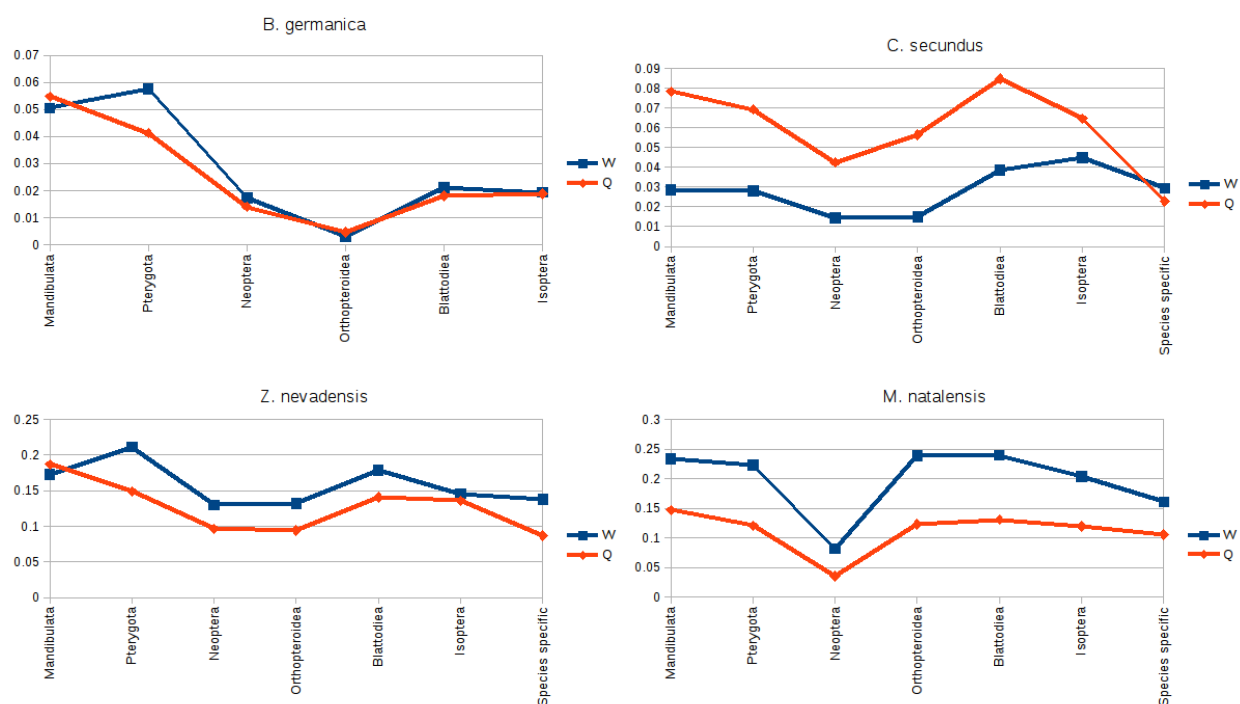 B. germanica
0.07
0.06
0.05
0.04
0.03
0.02
0.01
0
Mandibulata
Pterygota
Neoptera
Orthopteroidea
Blattodiea
Isoptera
W
Q
C. secundus
0.09
0.08
0.07
0.06
0.05
0.04
0.03
0.02
0.01
0
Mandibulata
Pterygota
Neoptera
Orthopteroidea
Blattodiea
Isoptera
Species specific
W
Q
Z. nevadensis
0.25
0.2
0.15
0.1
0.05
0
Mandibulata
Pterygota
Neoptera
Orthopteroidea
Blattodiea
Isoptera
Species specific
W
Q
M. natalensis
0.3
0.25
0.2
0.15
0.1
0.05
0
Mandibulata
Pterygota
Neoptera
Orthopteroidea
Blattodiea
Isoptera
Species specific
W
Q